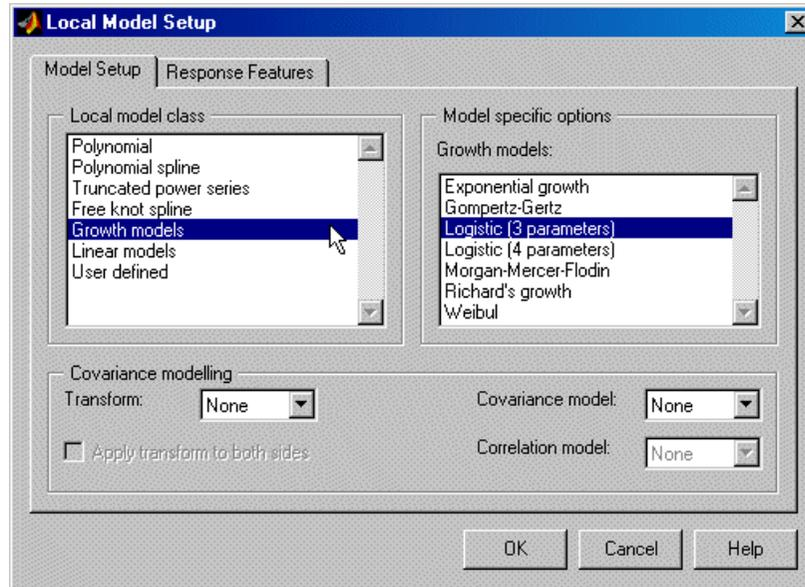 Local Model Setup
Model Setup
Response Features
Local model class
Polynomial
Polynomial spline
Truncated power series
Free knot spline
Growth models
Linear models
User defined
Model specific options
Growth models:
Exponential growth
Gompertz-Gertz
Logistic (3 parameters)
Logistic (4 parameters)
Morgan-Mercer-Flodin
Richard's growth
Weibul
Covariance modelling
Transform:
None
Apply transform to both sides
Covariance model:
None
Correlation model:
None
OK
Cancel
Help